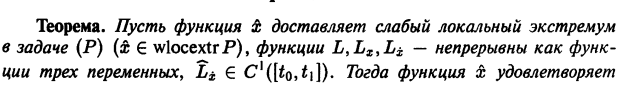 Теорема. Пусть функция x̂ доставляет слабый локальный экстремум
в задаче (P) (x̂ ∈ wlocextr P), функции L, Lₓ, L_ẋ — непрерывны как функ-
ции трех переменных, L̂_ẋ ∈ C¹([t₀, t₁]). Тогда функция x̂ удовлетворяет